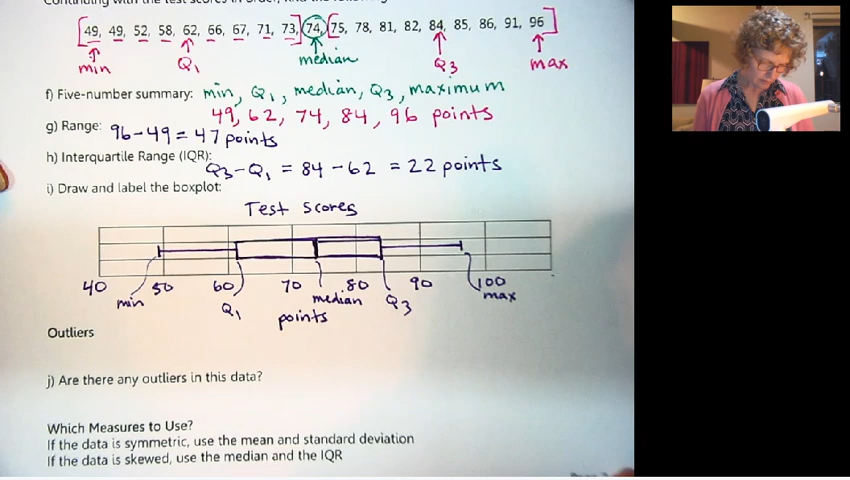 [49, 49, 52, 58, 62, 66, 67, 71, 73,] 74, [75, 78, 81, 82, 84, 85, 86, 91, 96]
min Q₁ median Q₃ max
f) Five-number summary: min, Q₁, median, Q₃, maximum
49, 62, 74, 84, 96 points
g) Range: 96-49 = 47 points
h) Interquartile Range (IQR): Q₃-Q₁ = 84-62 = 22 points
i) Draw and label the boxplot:
Test scores
40 50 60 70 80 90 100
min Q₁ median Q₃ max
points
Outliers
j) Are there any outliers in this data?
Which Measures to Use?
If the data is symmetric, use the mean and standard deviation
If the data is skewed, use the median and the IQR